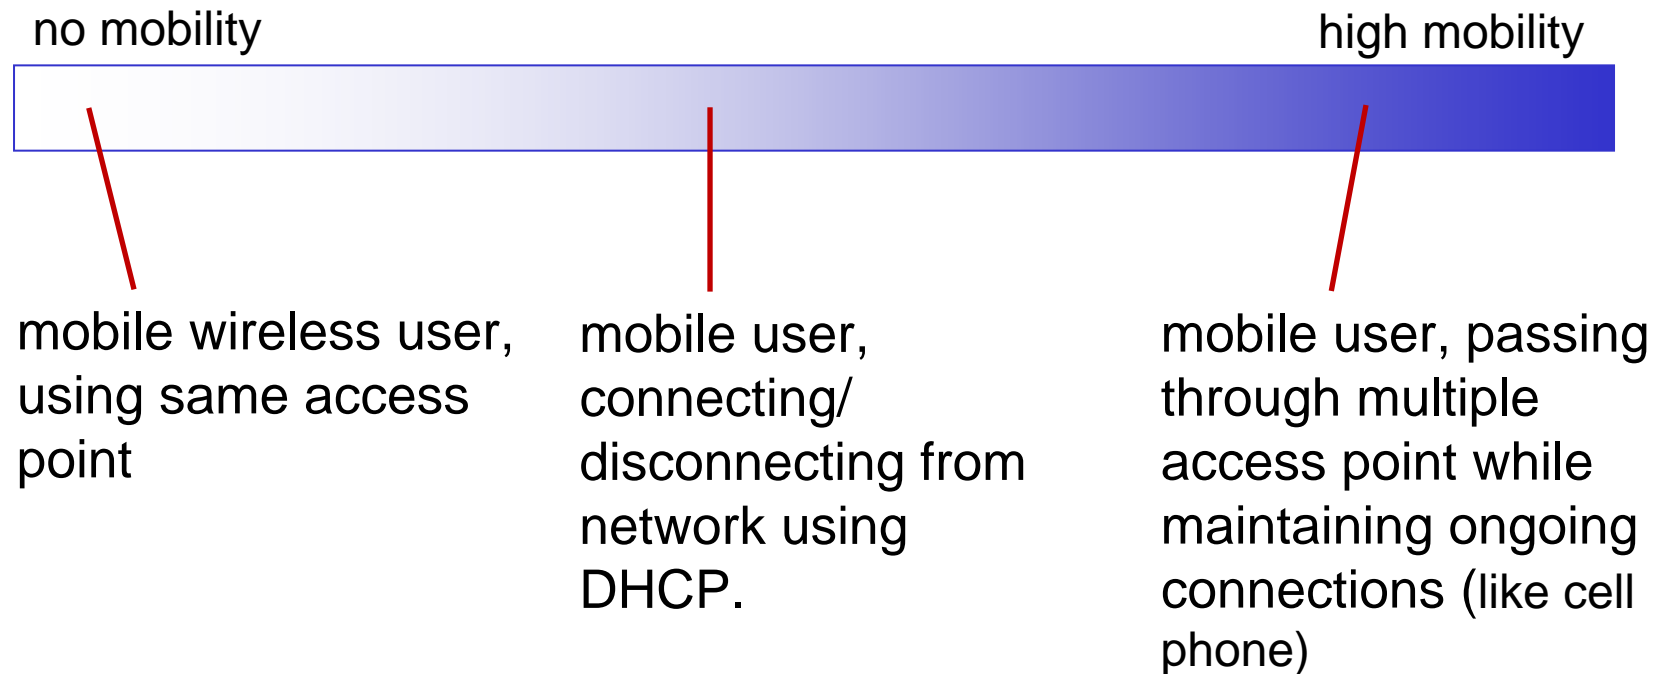 no mobility
high mobility
mobile wireless user,
using same access
point
mobile user,
connecting/
disconnecting from
network using
DHCP.
mobile user, passing
through multiple
access point while
maintaining ongoing
connections (like cell
phone)